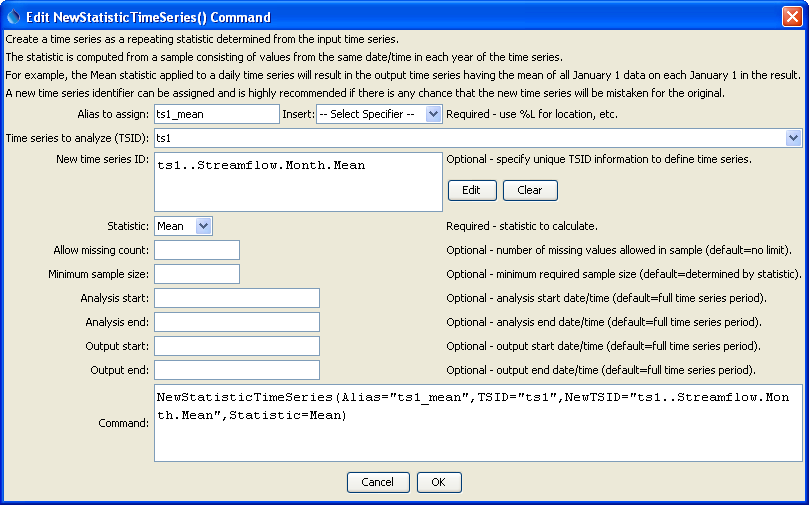 Edit NewStatisticTimeSeries() Command
Create a time series as a repeating statistic determined from the input time series.
The statistic is computed from a sample consisting of values from the same date/time in each year of the time series.
For example, the Mean statistic applied to a daily time series will result in the output time series having the mean of all January 1 data on each January 1 in the result.
A new time series identifier can be assigned and is highly recommended if there is any chance that the new time series will be mistaken for the original.
Alias to assign: ts1_mean Insert: -- Select Specifier -- Required - use %L for location, etc.
Time series to analyze (TSID): ts1
New time series ID: ts1..Streamflow.Month.Mean Optional - specify unique TSID information to define time series.
Edit Clear
Statistic: Mean Required - statistic to calculate.
Allow missing count: Optional - number of missing values allowed in sample (default=no limit).
Minimum sample size: Optional - minimum required sample size (default=determined by statistic).
Analysis start: Optional - analysis start date/time (default=full time series period).
Analysis end: Optional - analysis end date/time (default=full time series period).
Output start: Optional - output start date/time (default=full time series period).
Output end: Optional - output end date/time (default=full time series period).
Command: NewStatisticTimeSeries(Alias="ts1_mean",TSID="ts1",NewTSID="ts1..Streamflow.Mon
th.Mean",Statistic=Mean)
Cancel OK